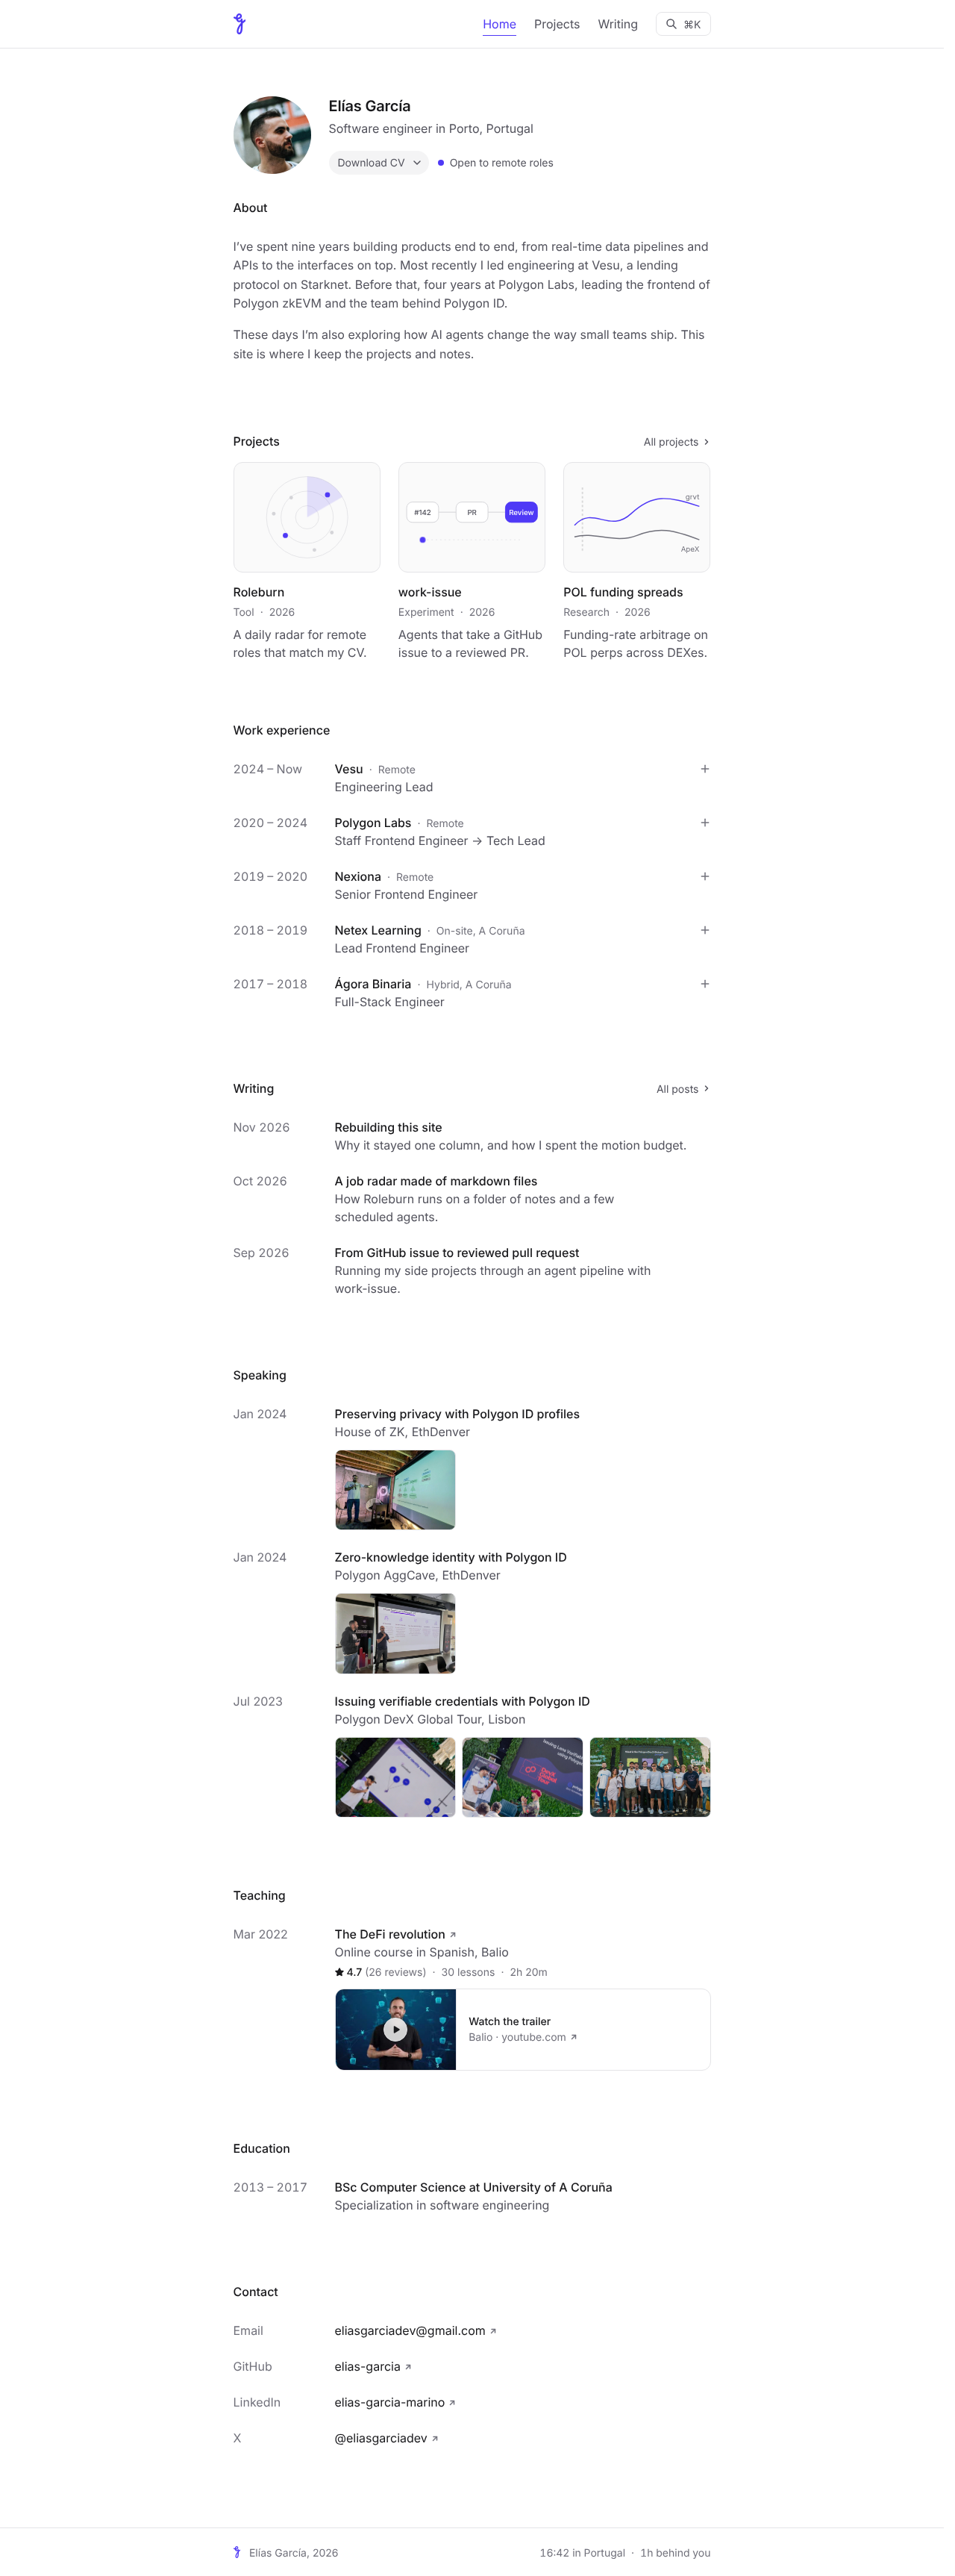 Home Projects Writing ⌘K
Elías García
Software engineer in Porto, Portugal
Download CV Open to remote roles
About
I’ve spent nine years building products end to end, from real-time data pipelines and
APIs to the interfaces on top. Most recently I led engineering at Vesu, a lending
protocol on Starknet. Before that, four years at Polygon Labs, leading the frontend of
Polygon zkEVM and the team behind Polygon ID.
These days I’m also exploring how AI agents change the way small teams ship. This
site is where I keep the projects and notes.
Projects
All projects
#142 PR Review
grvt
ApeX
Roleburn
Tool · 2026
A daily radar for remote
roles that match my CV.
work-issue
Experiment · 2026
Agents that take a GitHub
issue to a reviewed PR.
POL funding spreads
Research · 2026
Funding-rate arbitrage on
POL perps across DEXes.
Work experience
2024 – Now
Vesu · Remote
Engineering Lead
2020 – 2024
Polygon Labs · Remote
Staff Frontend Engineer → Tech Lead
2019 – 2020
Nexiona · Remote
Senior Frontend Engineer
2018 – 2019
Netex Learning · On-site, A Coruña
Lead Frontend Engineer
2017 – 2018
Ágora Binaria · Hybrid, A Coruña
Full-Stack Engineer
Writing
All posts
Nov 2026
Rebuilding this site
Why it stayed one column, and how I spent the motion budget.
Oct 2026
A job radar made of markdown files
How Roleburn runs on a folder of notes and a few
scheduled agents.
Sep 2026
From GitHub issue to reviewed pull request
Running my side projects through an agent pipeline with
work-issue.
Speaking
Jan 2024
Preserving privacy with Polygon ID profiles
House of ZK, EthDenver
Jan 2024
Zero-knowledge identity with Polygon ID
Polygon AggCave, EthDenver
Jul 2023
Issuing verifiable credentials with Polygon ID
Polygon DevX Global Tour, Lisbon
DevX
Global
Tour
Teaching
Mar 2022
The DeFi revolution ↗
Online course in Spanish, Balio
★ 4.7 (26 reviews) · 30 lessons · 2h 20m
Watch the trailer
Balio · youtube.com ↗
Education
2013 – 2017
BSc Computer Science at University of A Coruña
Specialization in software engineering
Contact
Email
eliasgarciadev@gmail.com ↗
GitHub
elias-garcia ↗
LinkedIn
elias-garcia-marino ↗
X
@eliasgarciadev ↗
Elías García, 2026
16:42 in Portugal · 1h behind you